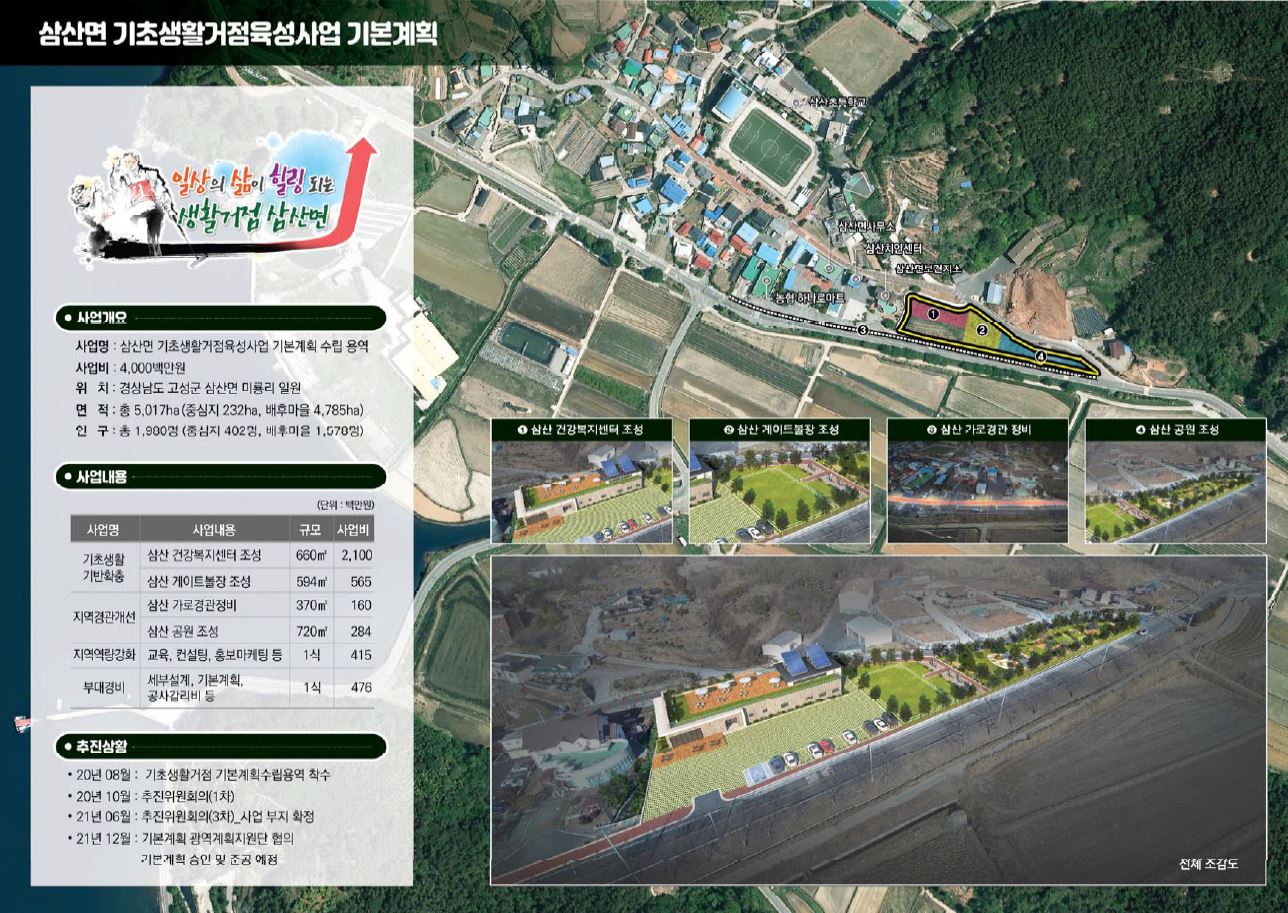 삼산면 기초생활거점육성사업 기본계획
일상의 삶이 힐링 되는
생활거점 삼산면
• 사업개요
사업명 : 삼산면 기초생활거점육성사업 기본계획 수립 용역
사업비 : 4,000백만원
위 치 : 경상남도 고성군 삼산면 미룡리 일원
면 적 : 총 5,017ha (중심지 232ha, 배후마을 4,785ha)
인 구 : 총 1,980명 (중심지 402명, 배후마을 1,578명)
• 사업내용
(단위 : 백만원)
사업명 사업내용 규모 사업비
기초생활 기반확충 삼산 건강복지센터 조성 660㎡ 2,100
삼산 게이트볼장 조성 594㎡ 565
지역경관개선 삼산 가로경관정비 370㎡ 160
삼산 공원 조성 720㎡ 284
지역역량강화 교육, 컨설팅, 홍보마케팅 등 1식 415
부대경비 세부설계, 기본계획, 공사감리비 등 1식 476
• 추진상황
• 20년 08월 : 기초생활거점 기본계획수립용역 착수
• 20년 10월 : 추진위원회의(1차)
• 21년 06월 : 추진위원회의(3차)_사업 부지 확정
• 21년 12월 : 기본계획 광역계획지원단 협의
기본계획 승인 및 준공 예정
삼산초등학교
삼산면사무소
삼산치안센터
삼산면보건지소
농협 하나로마트
①
②
③
④
❶ 삼산 건강복지센터 조성
❷ 삼산 게이트볼장 조성
❸ 삼산 가로경관 정비
❹ 삼산 공원 조성
전체 조감도